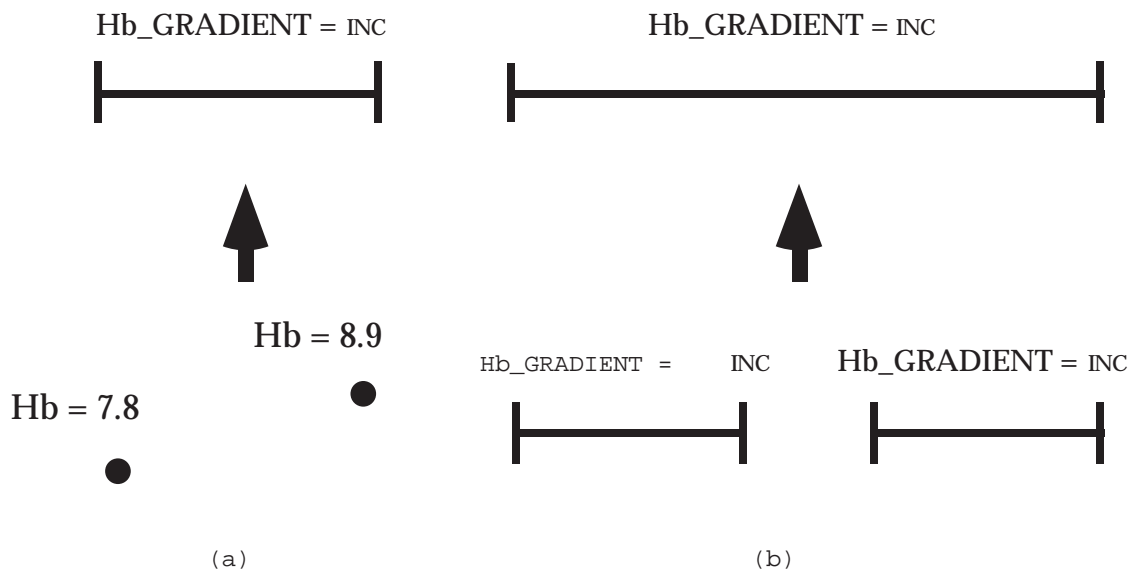 Hb_GRADIENT = INC
Hb_GRADIENT = INC
Hb = 8.9
Hb = 7.8
Hb_GRADIENT = INC
Hb_GRADIENT = INC
(a)
(b)